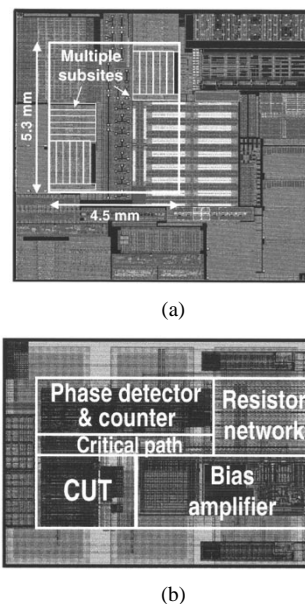 Multiple
subsites
5.3 mm
4.5 mm
(a)
Phase detector
& counter
Resistor
network
Critical path
CUT
Bias
amplifier
(b)